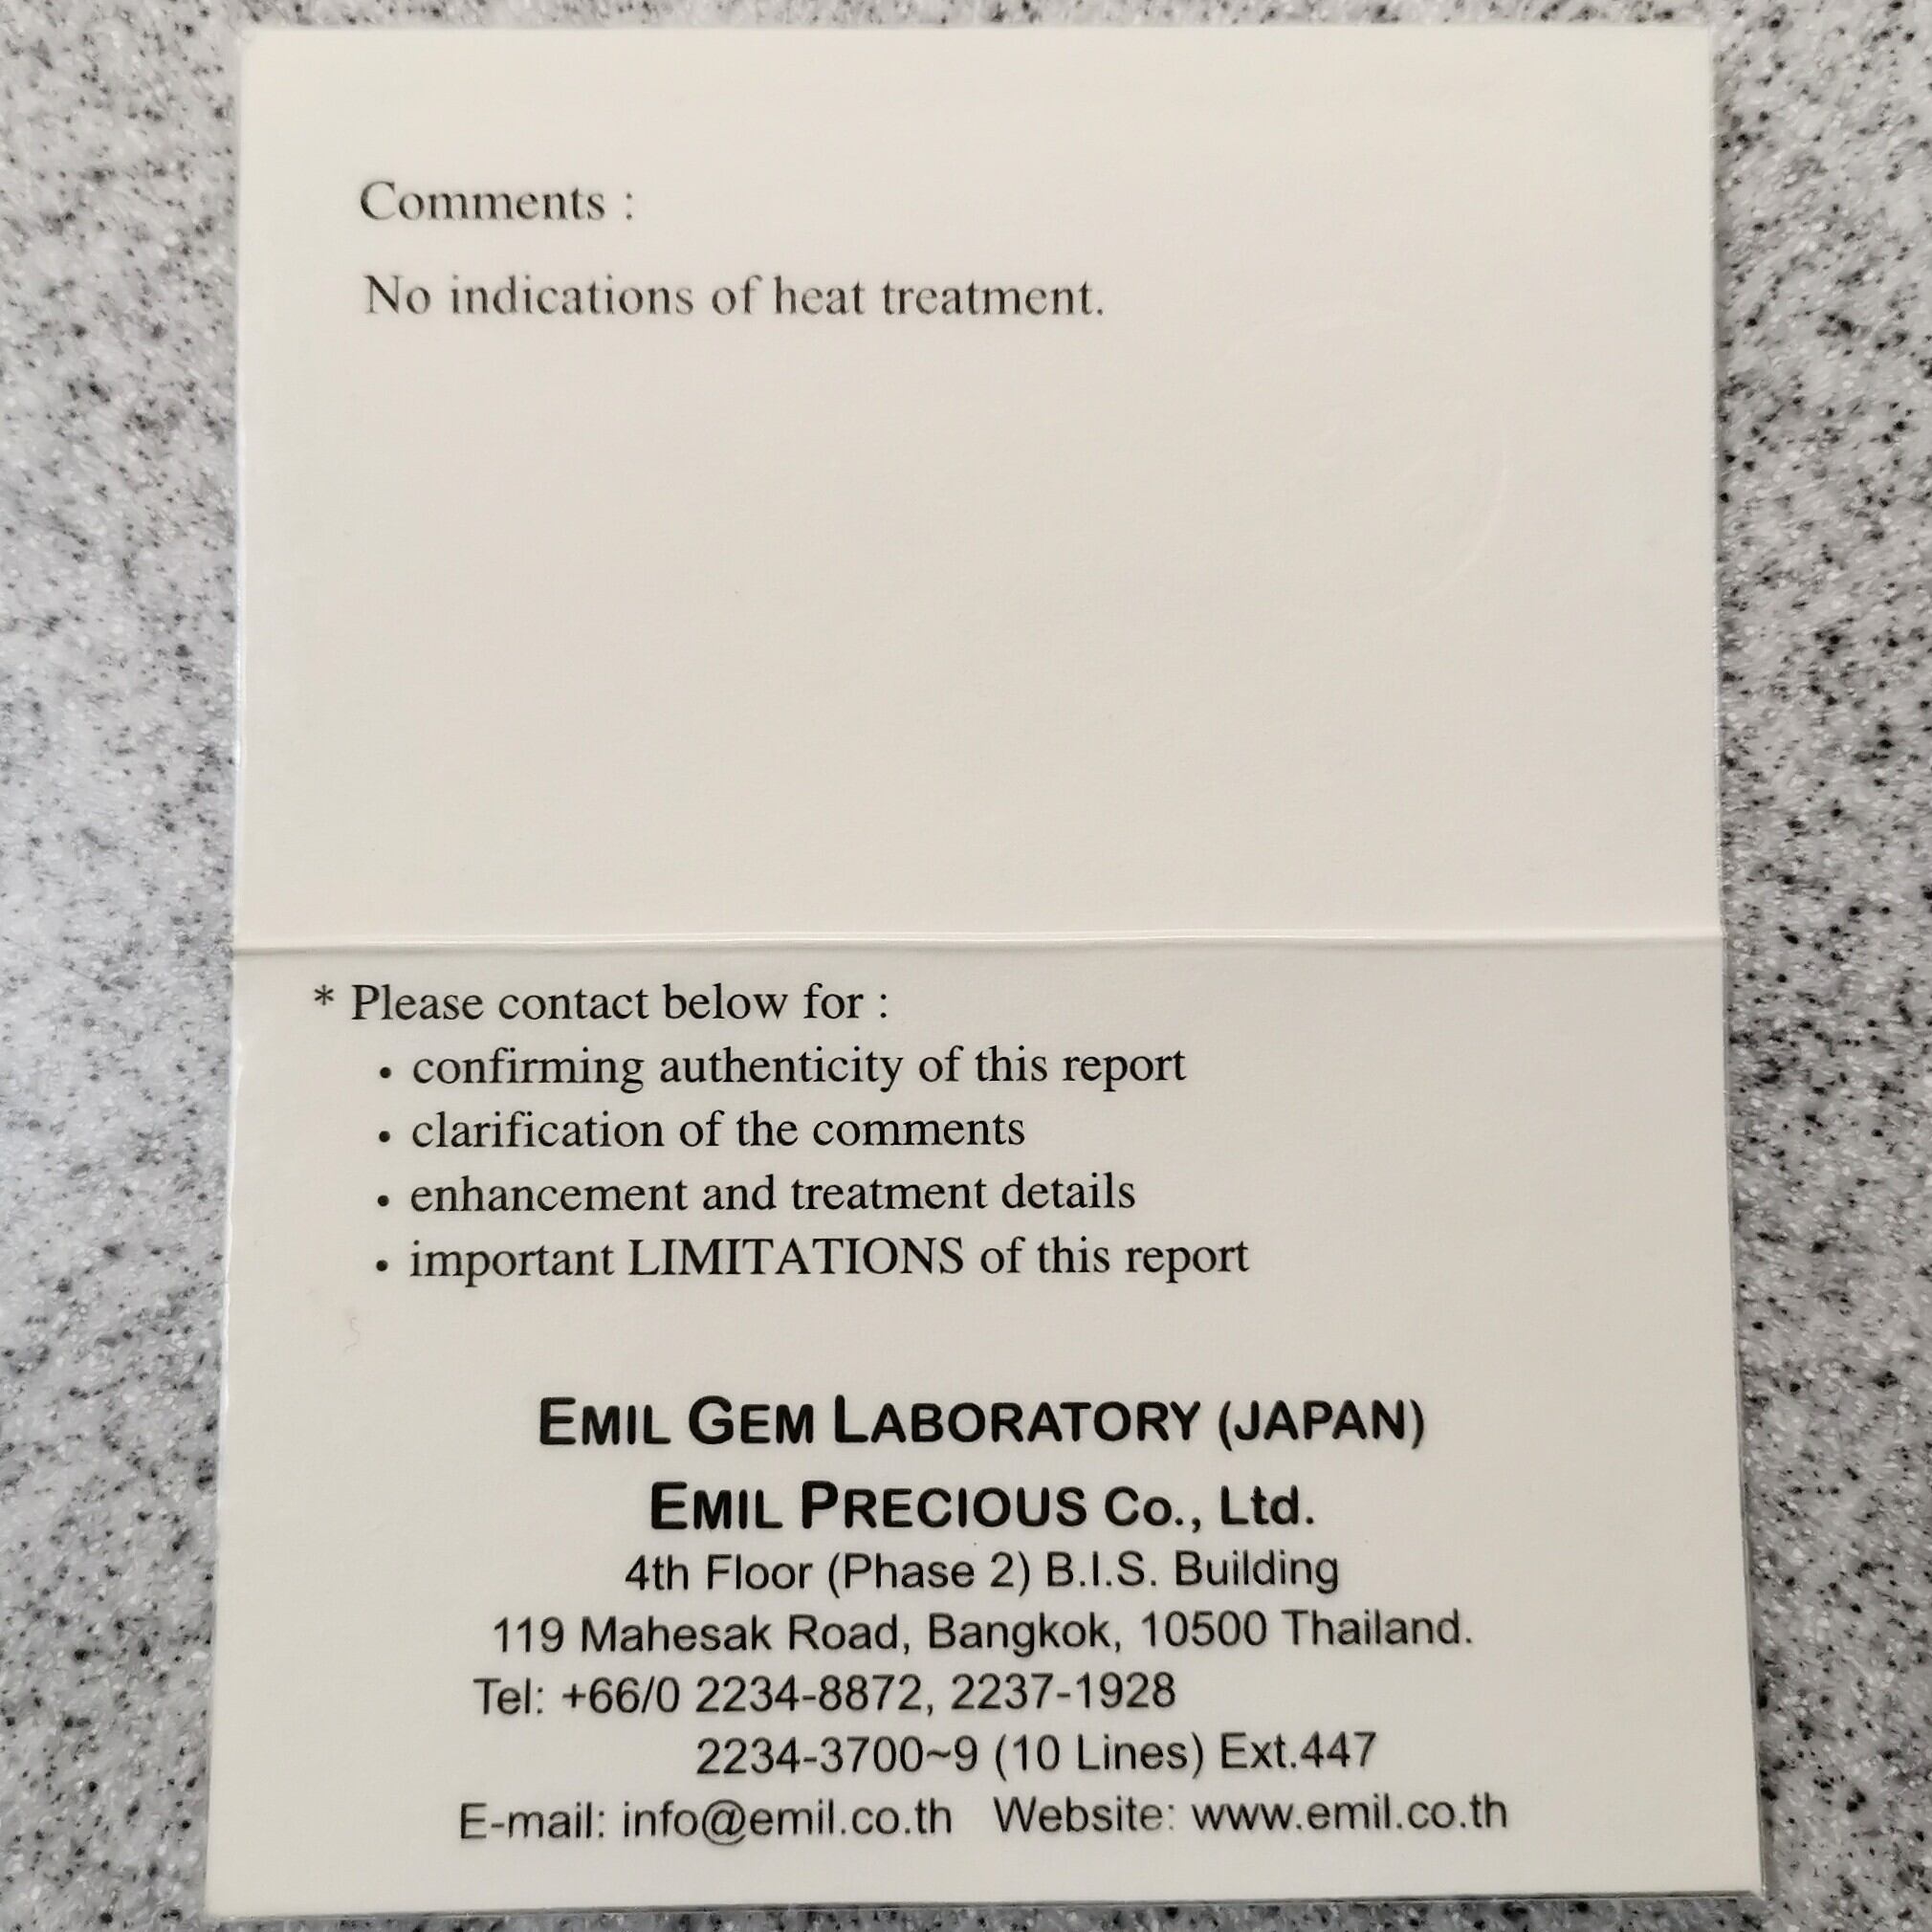 Comments :
No indications of heat treatment.
* Please contact below for :
• confirming authenticity of this report
• clarification of the comments
• enhancement and treatment details
• important LIMITATIONS of this report
EMIL GEM LABORATORY (JAPAN)
EMIL PRECIOUS Co., Ltd.
4th Floor (Phase 2) B.I.S. Building
119 Mahesak Road, Bangkok, 10500 Thailand.
Tel: +66/0 2234-8872, 2237-1928
2234-3700~9 (10 Lines) Ext.447
E-mail: info@emil.co.th Website: www.emil.co.th